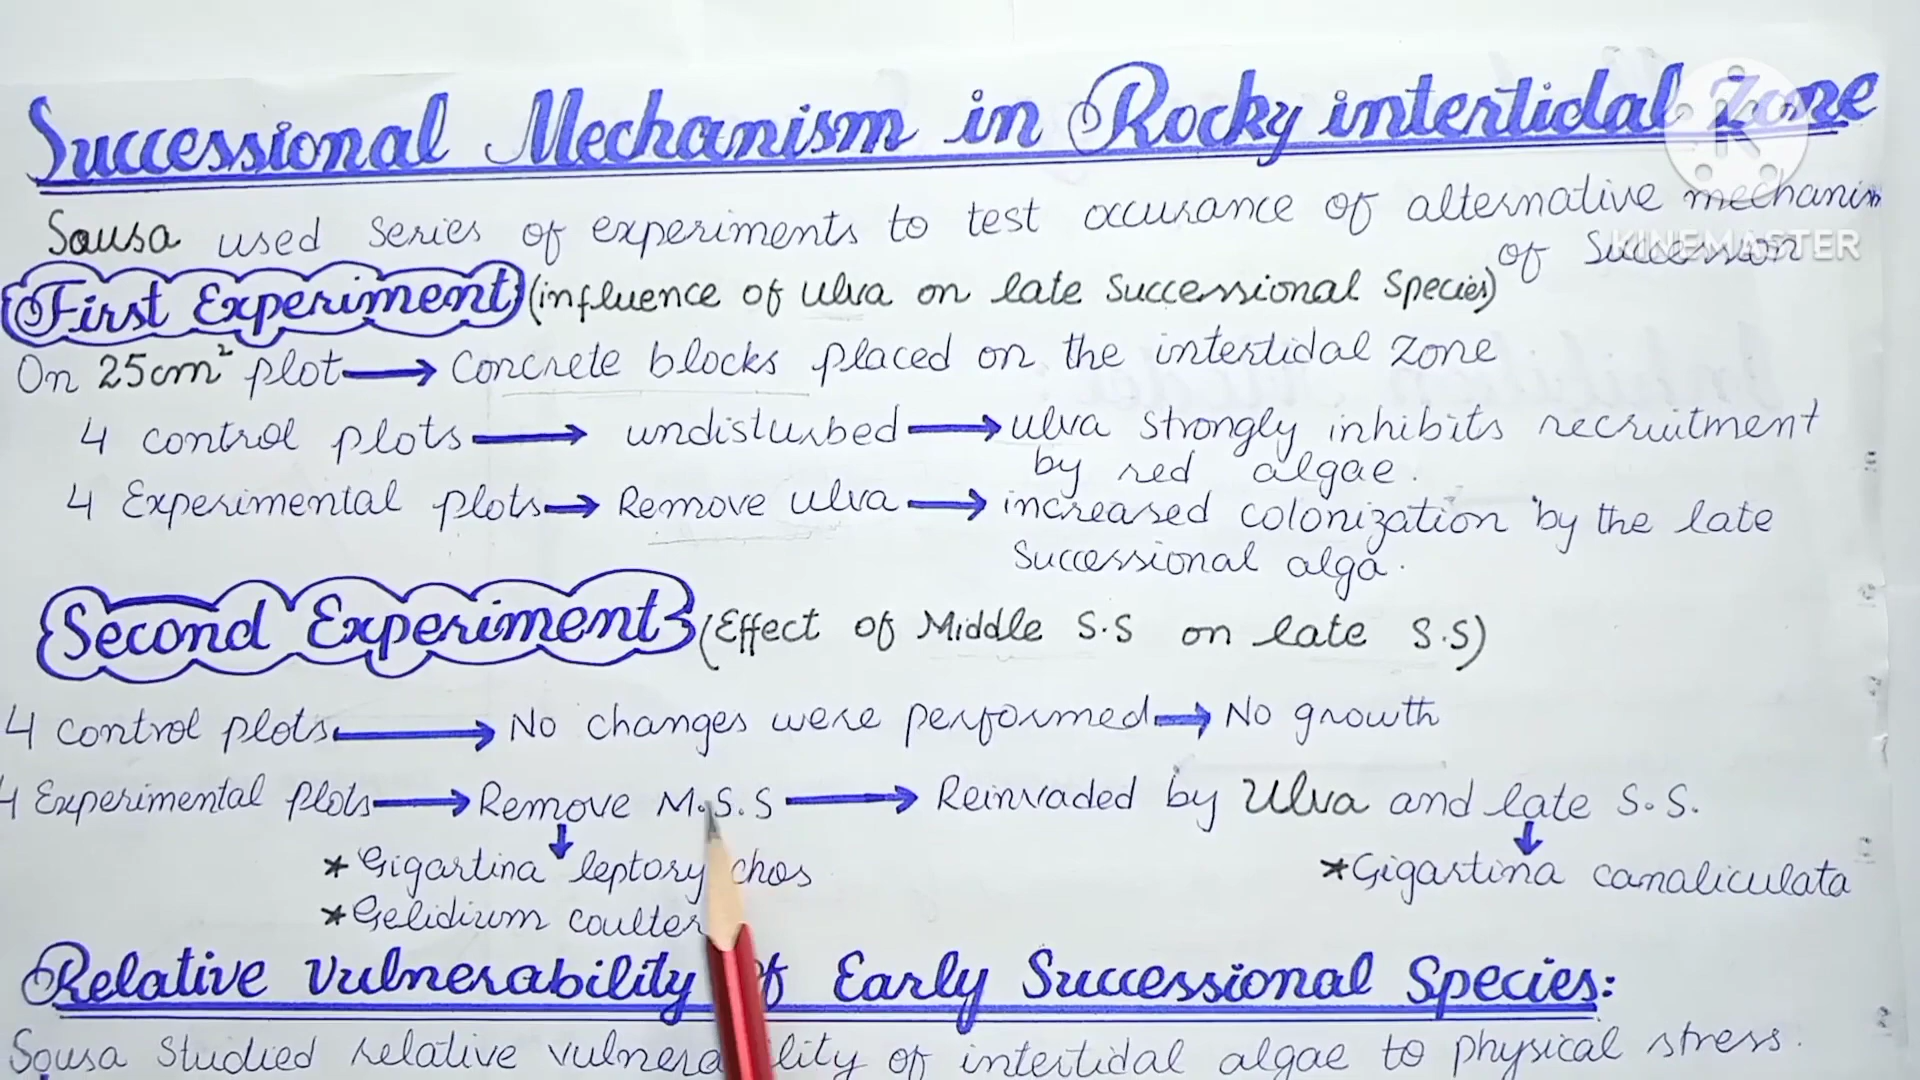 Successional Mechanism in Rocky intertidal Zone
Sousa used series of experiments to test occurance of alternative mechanism
of Succession
KINEMASTER
First Experiment (influence of ulva on late Successional Species)
On 25cm² plot → Concrete blocks placed on the intertidal zone
4 control plots → undisturbed → ulva strongly inhibits recruitment
by red algae.
4 Experimental plots → Remove ulva → increased colonization by the late
Successional alga.
Second Experiment (Effect of Middle S.S on late S.S)
4 control plots → No changes were performed → No growth
4 Experimental plots → Remove M.S.S → Reinvaded by Ulva and late S.S.
* Gigartina leptory chos
* Gigartina canaliculata
* Gelidium coulter
Relative vulnerability of Early Successional Species:
Sousa studied relative vulnerability of intertidal algae to physical stress.